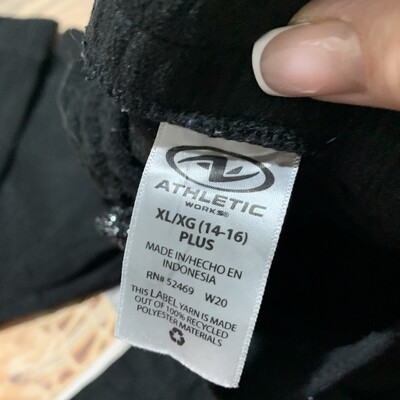 ATHLETIC
WORKS®
XL/XG (14-16)
PLUS
MADE IN/HECHO EN
INDONESIA
RN# 52469 W20
THIS LABEL YARN IS MADE
OUT OF 100% RECYCLED
POLYESTER MATERIALS